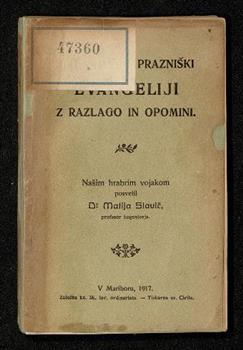 47360
PRAZNIŠKI
EVANGELIJI
Z RAZLAGO IN OPOMINI.
Našim hrabrim vojakom
posvetil
Dr Matija Slavič,
profesor bogoslovja.
V Mariboru, 1917.
Založba kn. šk. lav. ordinariata. — Tiskarna sv. Cirila.